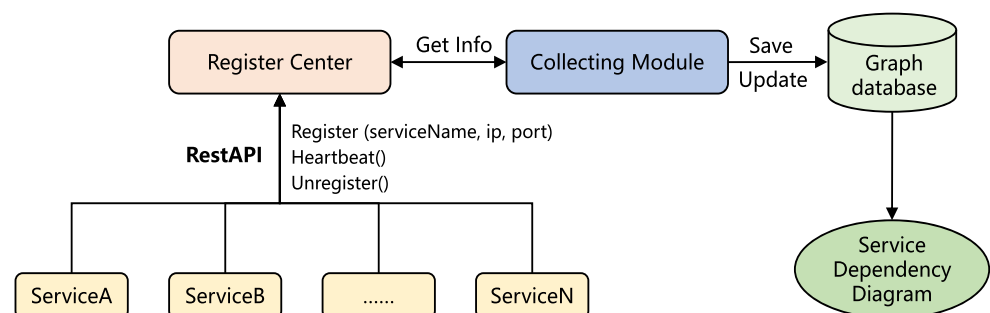 Register Center
Get Info
Collecting Module
Save
Update
Graph
database
RestAPI
Register (serviceName, ip, port)
Heartbeat()
Unregister()
ServiceA
ServiceB
......
ServiceN
Service
Dependency
Diagram